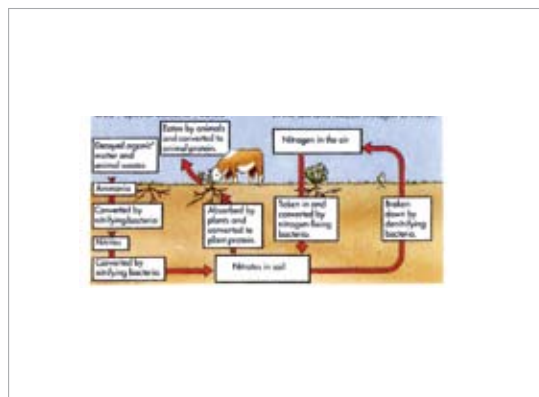 Eaten by animals
and converted to
animal protein.
Decayed organic
matter and
animal wastes
Nitrogen in the air
Ammonia
Converted by
nitrifying bacteria
Nitrites
Converted by
nitrifying bacteria
Absorbed by
plants and
converted to
plant protein.
Taken in and
converted by
nitrogen-fixing
bacteria.
Broken
down by
denitrifying
bacteria.
Nitrates in soil